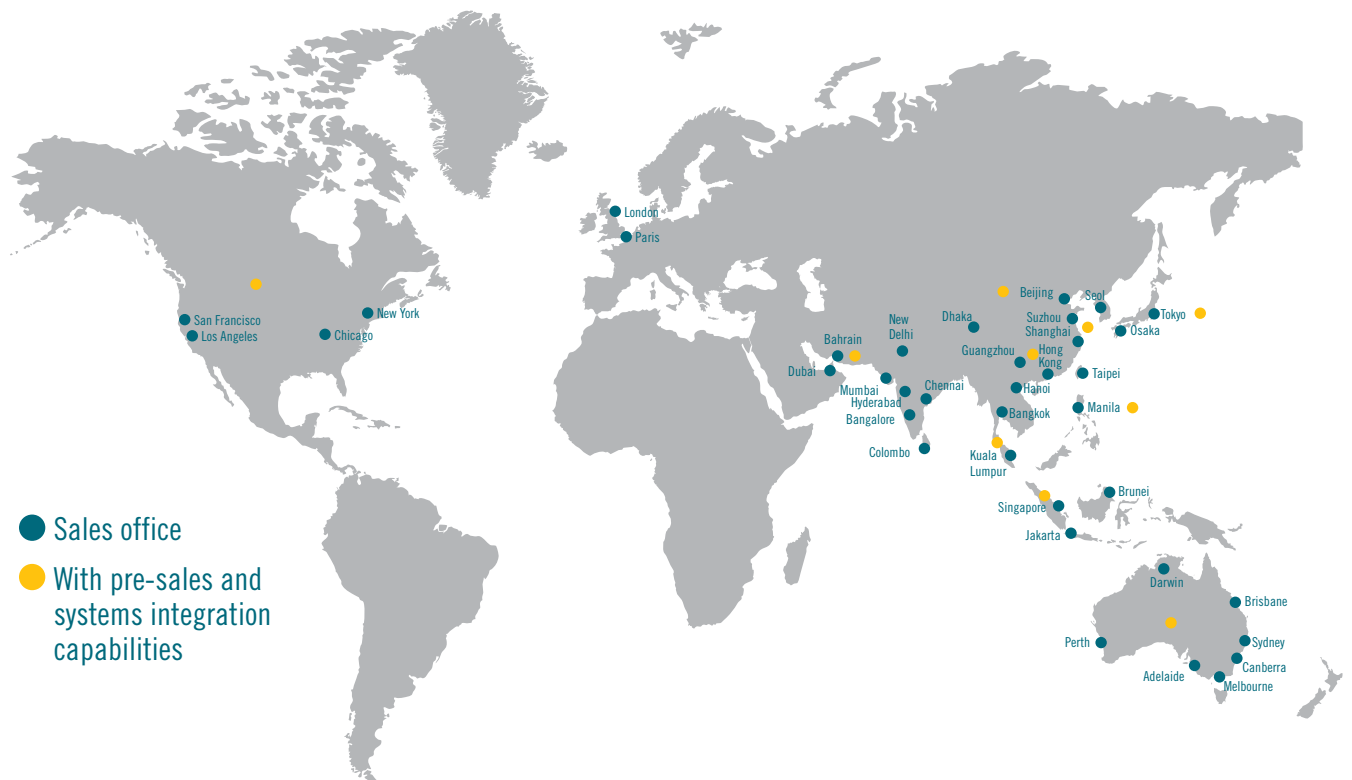 London
Paris
San Francisco
Los Angeles
New York
Chicago
Beijing
Seol
Suzhou
Shanghai
Tokyo
Osaka
Dhaka
New
Delhi
Bahrain
Guangzhou
Hong
Kong
Dubai
Mumbai
Hyderabad
Bangalore
Chennai
Taipei
Hanoi
Bangkok
Manila
Colombo
Kuala
Lumpur
Singapore
Brunei
Jakarta
Sales office
With pre-sales and
systems integration
capabilities
Darwin
Brisbane
Perth
Sydney
Canberra
Adelaide
Melbourne